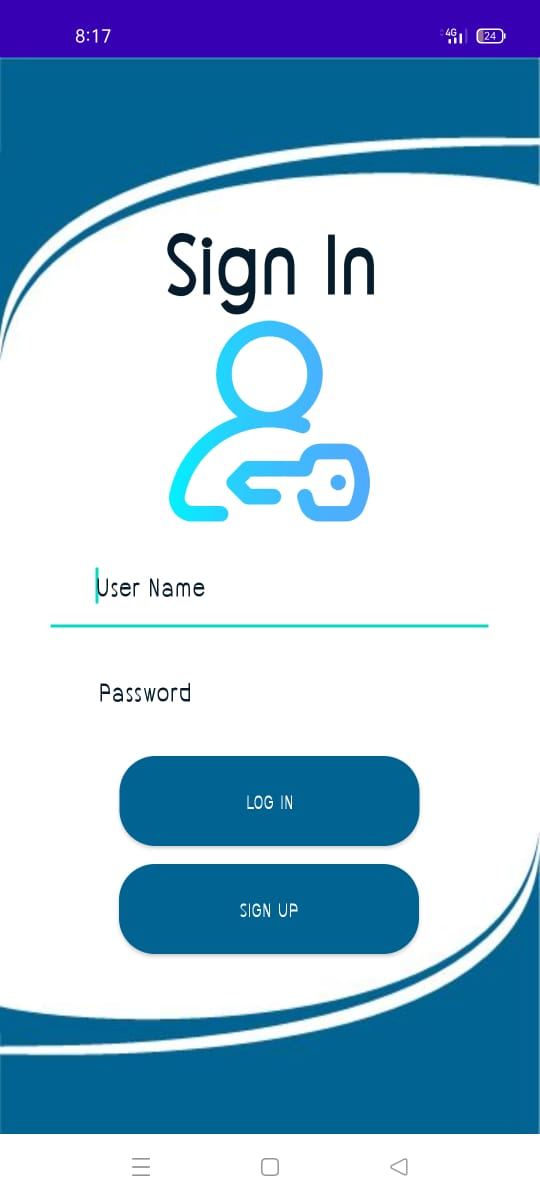 8:17
4G
24
Sign In
User Name
Password
LOG IN
SIGN UP